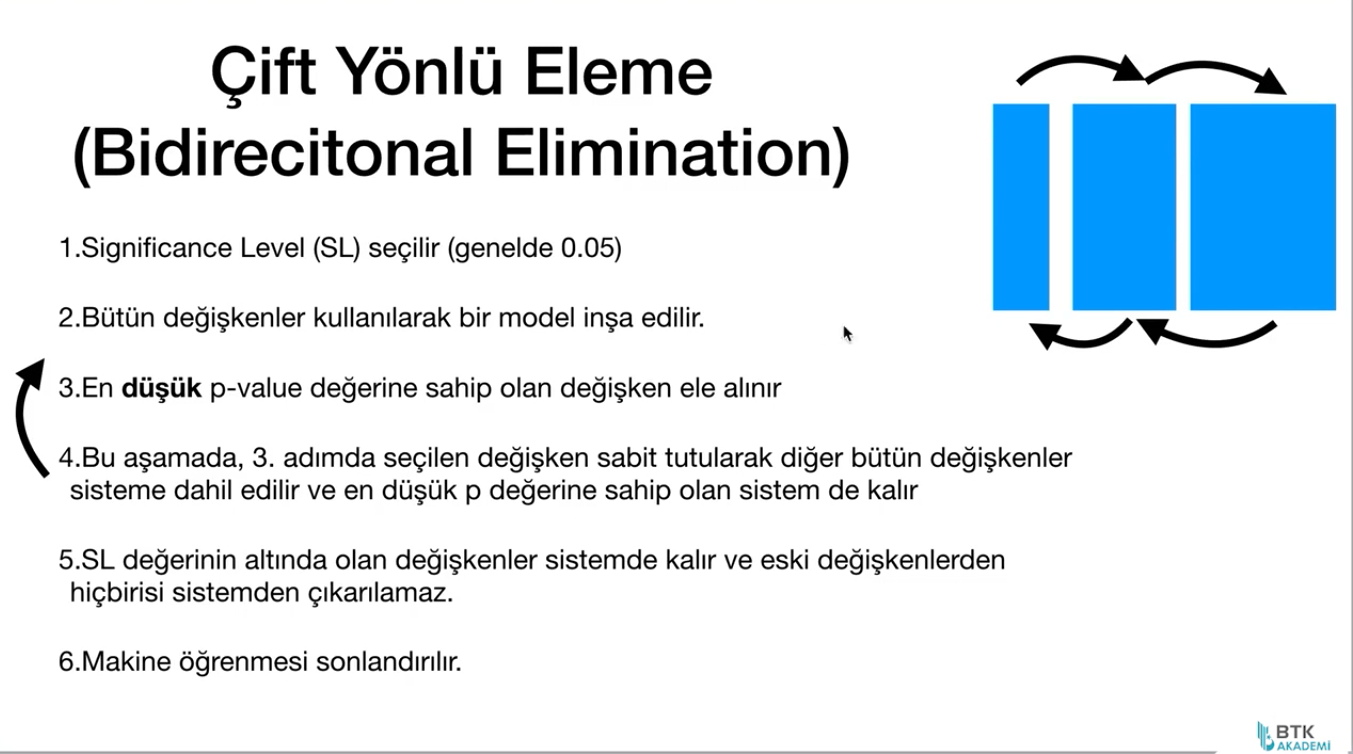 Çift Yönlü Eleme
(Bidirecitonal Elimination)
1.Significance Level (SL) seçilir (genelde 0.05)
2.Bütün değişkenler kullanılarak bir model inşa edilir.
3.En düşük p-value değerine sahip olan değişken ele alınır
4.Bu aşamada, 3. adımda seçilen değişken sabit tutularak diğer bütün değişkenler
sisteme dahil edilir ve en düşük p değerine sahip olan sistem de kalır
5.SL değerinin altında olan değişkenler sistemde kalır ve eski değişkenlerden
hiçbirisi sistemden çıkarılamaz.
6.Makine öğrenmesi sonlandırılır.
BTK
AKADEMİ